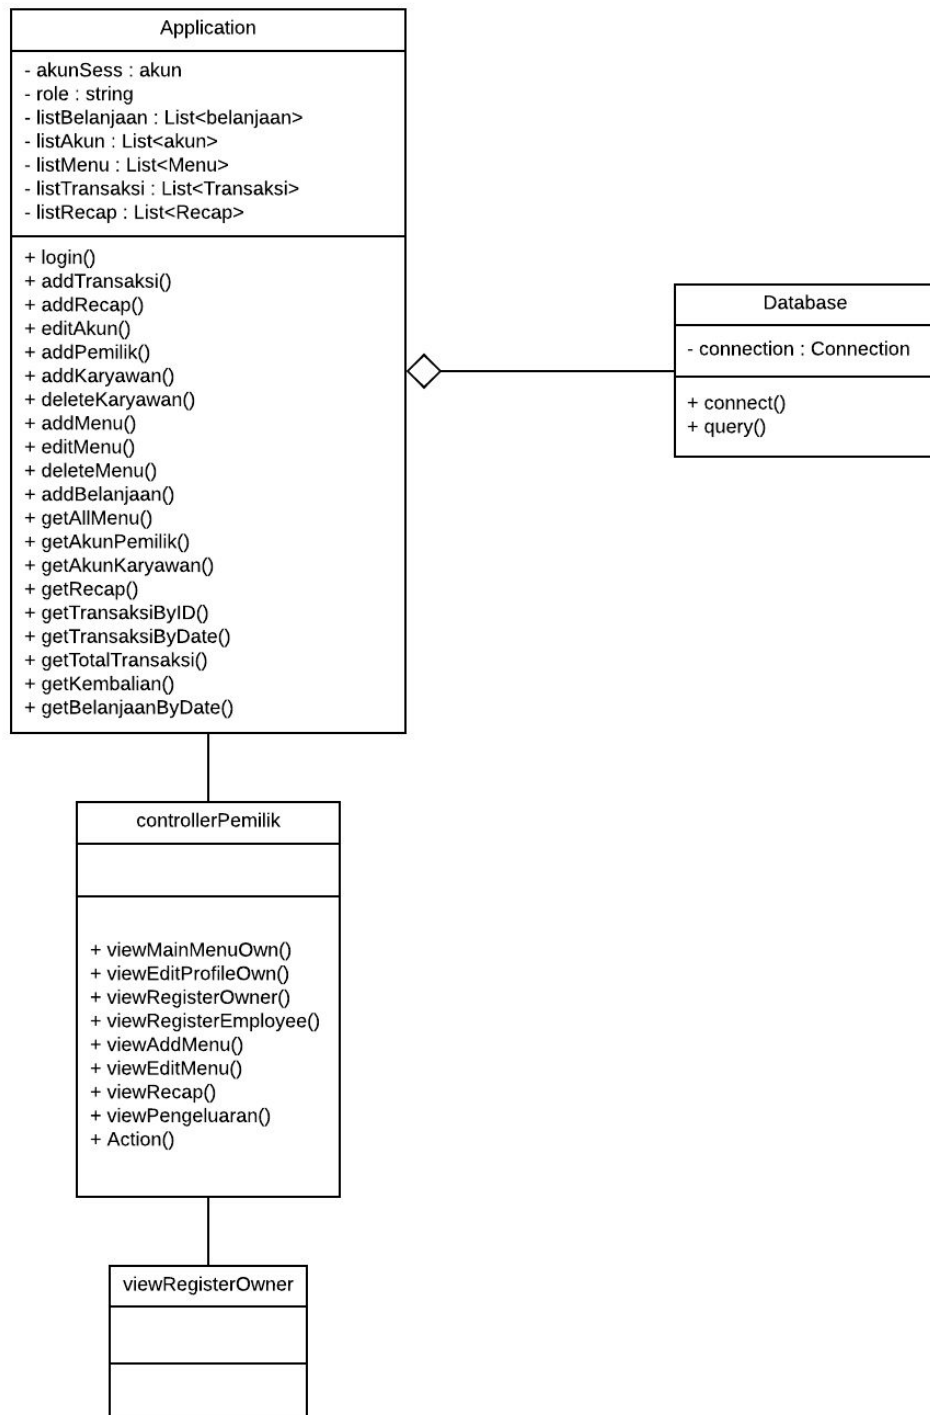 Application
- akunSess : akun
- role : string
- listBelanjaan : List<belanjaan>
- listAkun : List<akun>
- listMenu : List<Menu>
- listTransaksi : List<Transaksi>
- listRecap : List<Recap>
+ login()
+ addTransaksi()
+ addRecap()
+ editAkun()
+ addPemilik()
+ addKaryawan()
+ deleteKaryawan()
+ addMenu()
+ editMenu()
+ deleteMenu()
+ addBelanjaan()
+ getAllMenu()
+ getAkunPemilik()
+ getAkunKaryawan()
+ getRecap()
+ getTransaksiByID()
+ getTransaksiByDate()
+ getTotalTransaksi()
+ getKembalian()
+ getBelanjaanByDate()
Database
- connection : Connection
+ connect()
+ query()
controllerPemilik
+ viewMainMenuOwn()
+ viewEditProfileOwn()
+ viewRegisterOwner()
+ viewRegisterEmployee()
+ viewAddMenu()
+ viewEditMenu()
+ viewRecap()
+ viewPengeluaran()
+ Action()
viewRegisterOwner